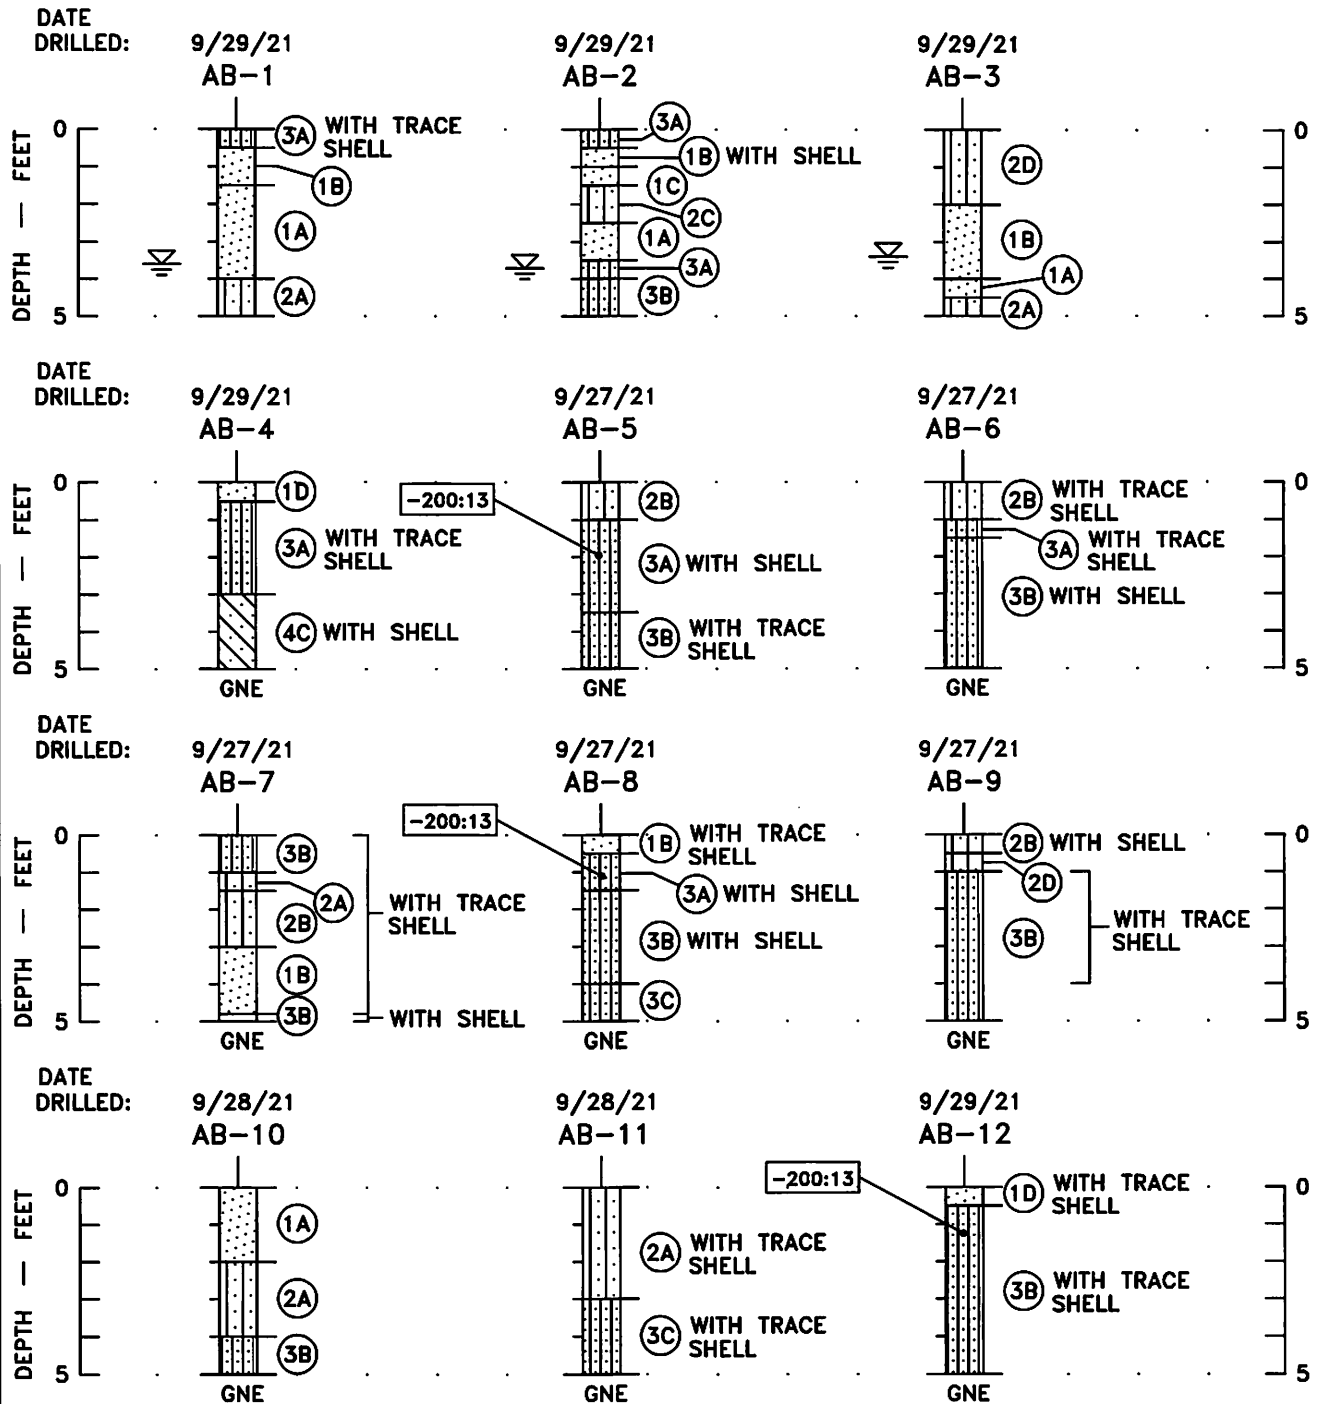 DATE
DRILLED:
9/29/21
AB-1
9/29/21
AB-2
9/29/21
AB-3
DEPTH — FEET
0
5
3A WITH TRACE
SHELL
1B
1A
2A
3A
1B WITH SHELL
1C
2C
1A
3A
3B
2D
1B
1A
2A
0
5
DATE
DRILLED:
9/29/21
AB-4
9/27/21
AB-5
9/27/21
AB-6
DEPTH — FEET
0
5
1D
3A WITH TRACE
SHELL
4C WITH SHELL
GNE
-200:13
2B
3A WITH SHELL
3B WITH TRACE
SHELL
GNE
2B WITH TRACE
SHELL
3A WITH TRACE
SHELL
3B WITH SHELL
GNE
0
5
DATE
DRILLED:
9/27/21
AB-7
9/27/21
AB-8
9/27/21
AB-9
DEPTH — FEET
0
5
3B
2A
2B
1B
3B
WITH TRACE
SHELL
WITH SHELL
GNE
-200:13
1B WITH TRACE
SHELL
3A WITH SHELL
3B WITH SHELL
3C
GNE
2B WITH SHELL
2D
3B
WITH TRACE
SHELL
GNE
0
5
DATE
DRILLED:
9/28/21
AB-10
9/28/21
AB-11
9/29/21
AB-12
DEPTH — FEET
0
5
1A
2A
3B
GNE
2A WITH TRACE
SHELL
3C WITH TRACE
SHELL
GNE
-200:13
1D WITH TRACE
SHELL
3B WITH TRACE
SHELL
GNE
0
5